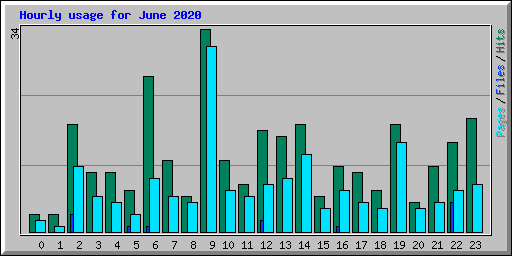 Hourly usage for June 2020
34
Pages / Files / Hits
0 1 2 3 4 5 6 7 8 9 10 11 12 13 14 15 16 17 18 19 20 21 22 23